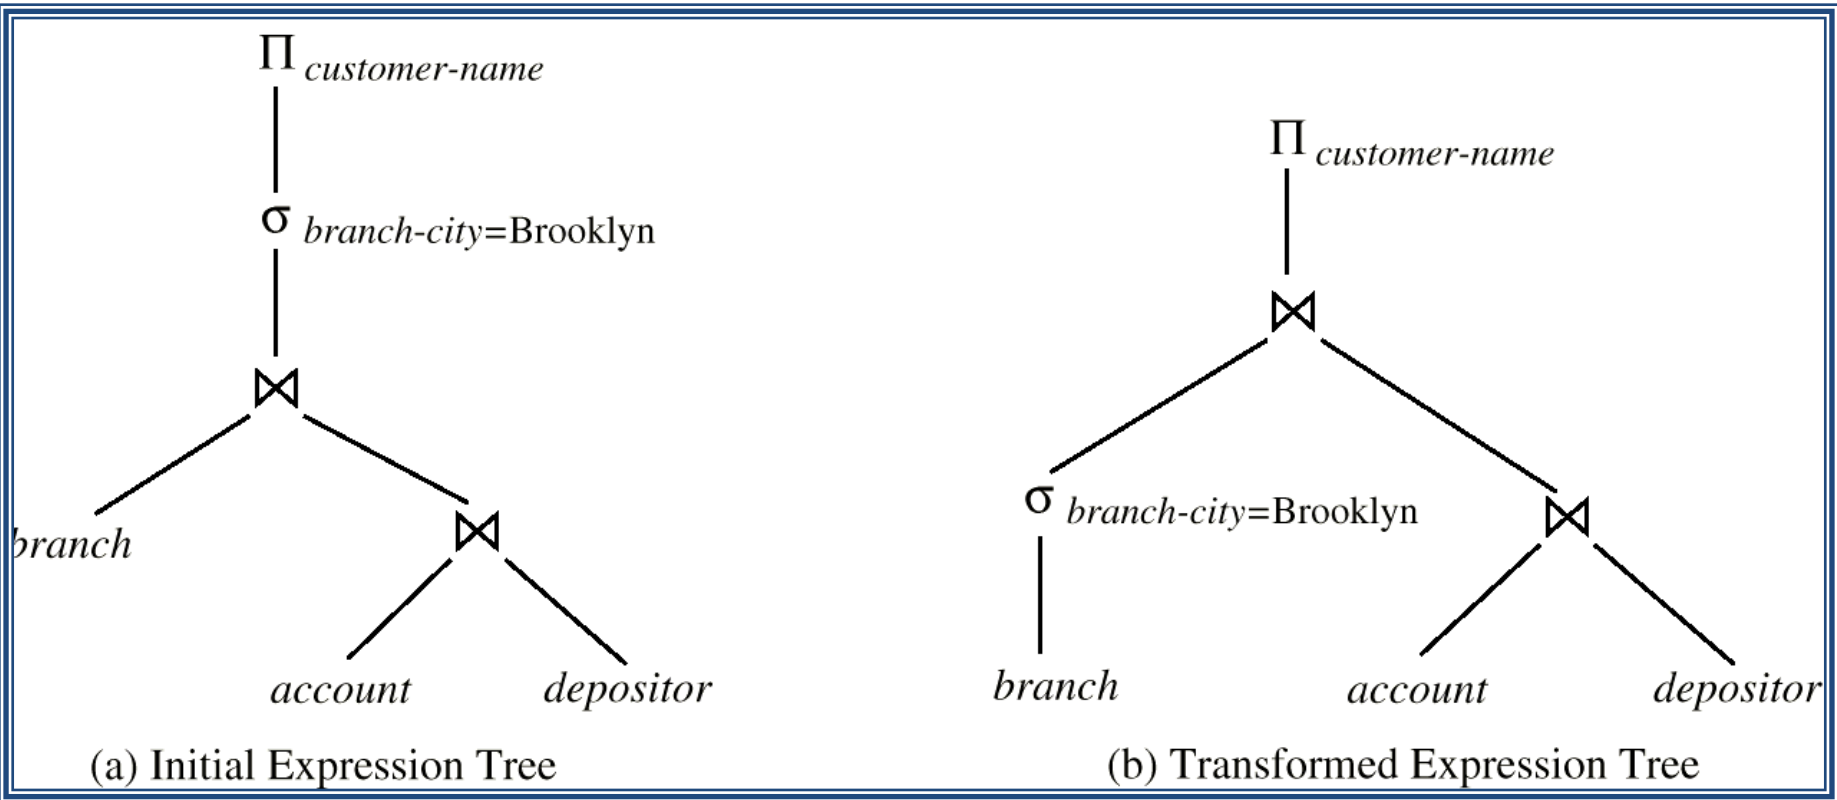 Π customer-name
σ branch-city=Brooklyn
⋈
branch
⋈
account depositor
(a) Initial Expression Tree
Π customer-name
⋈
σ branch-city=Brooklyn
⋈
branch
account depositor
(b) Transformed Expression Tree